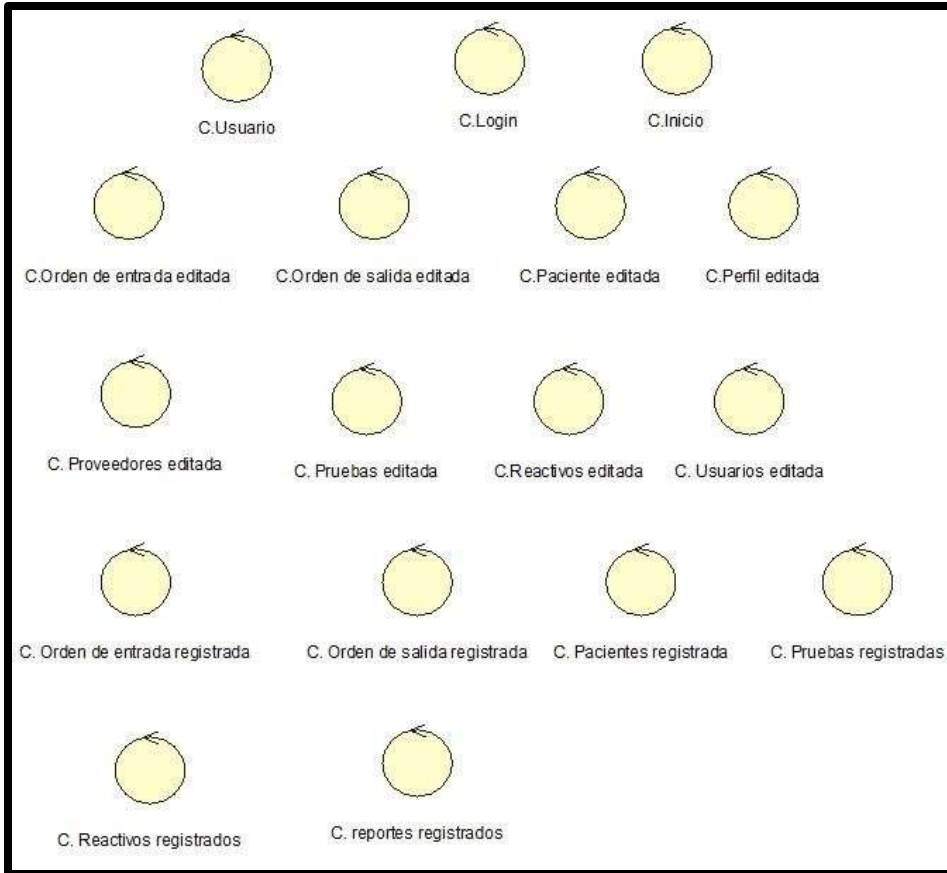 C.Usuario
C.Login
C.Inicio
C.Orden de entrada editada
C.Orden de salida editada
C.Paciente editada
C.Perfil editada
C. Proveedores editada
C. Pruebas editada
C.Reactivos editada
C. Usuarios editada
C. Orden de entrada registrada
C. Orden de salida registrada
C. Pacientes registrada
C. Pruebas registradas
C. Reactivos registrados
C. reportes registrados